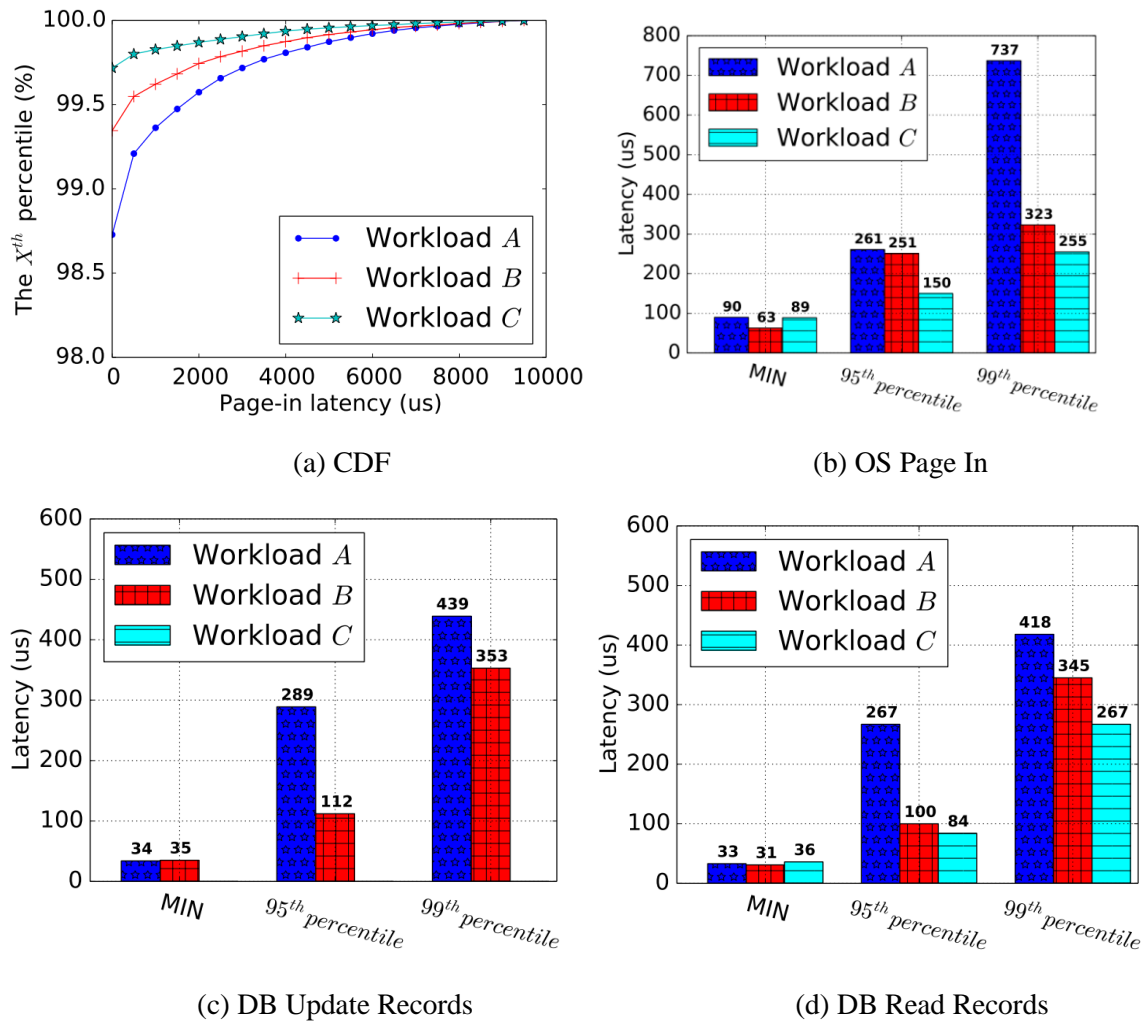 100.0
99.5
99.0
98.5
98.0
The X^th percentile (%)
Workload A
Workload B
Workload C
0 2000 4000 6000 8000 10000
Page-in latency (us)
(a) CDF
800
700
600
500
400
300
200
100
0
Latency (us)
Workload A
Workload B
Workload C
90 63 89
261 251 150
737 323 255
MIN 95^th percentile 99^th percentile
(b) OS Page In
600
500
400
300
200
100
0
Latency (us)
Workload A
Workload B
Workload C
34 35
289 112
439 353
MIN 95^th percentile 99^th percentile
(c) DB Update Records
600
500
400
300
200
100
0
Latency (us)
Workload A
Workload B
Workload C
33 31 36
267 100 84
418 345 267
MIN 95^th percentile 99^th percentile
(d) DB Read Records